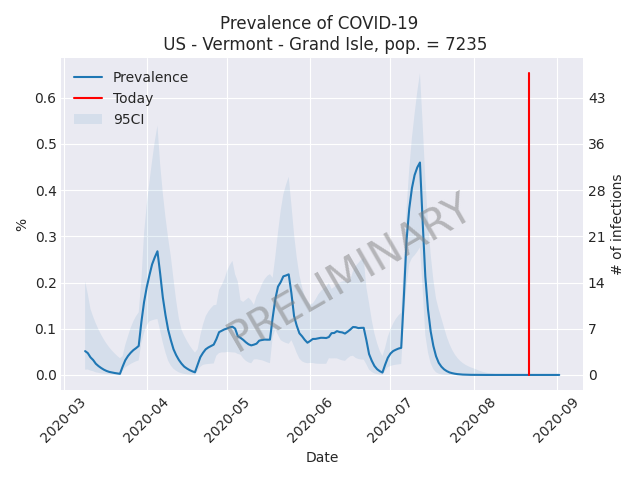 Prevalence of COVID-19
US - Vermont - Grand Isle, pop. = 7235
Prevalence
Today
95CI
0.6
0.5
0.4
0.3
0.2
0.1
0.0
%
43
36
28
21
14
7
0
# of infections
PRELIMINARY
2020-03
2020-04
2020-05
2020-06
2020-07
2020-08
2020-09
Date